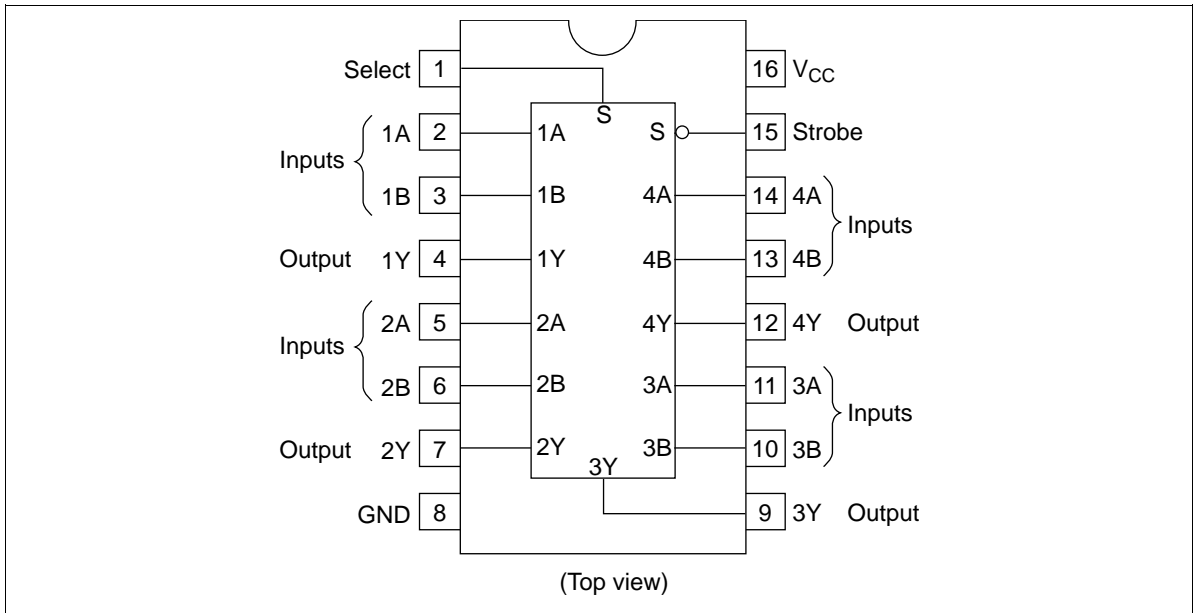 Select 1 S 16 VCC
1A 2 1A S 15 Strobe
Inputs
1B 3 1B 4A 14 4A
Inputs
Output 1Y 4 1Y 4B 13 4B
2A 5 2A 4Y 12 4Y Output
Inputs
2B 6 2B 3A 11 3A
Inputs
Output 2Y 7 2Y 3B 10 3B
3Y
GND 8 9 3Y Output
(Top view)